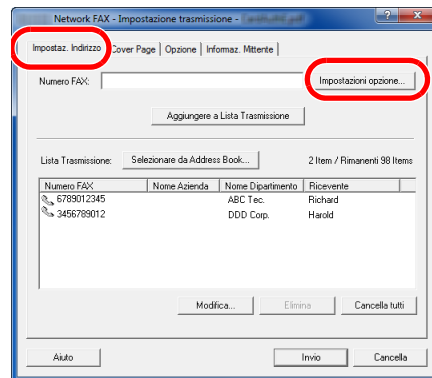 Network FAX - Impostazione trasmissione -
Impostaz. Indirizzo Cover Page Opzione Informaz. Mittente
Numero FAX: Impostazioni opzione...
Aggiungere a Lista Trasmissione
Lista Trasmissione: Selezionare da Address Book... 2 Item / Rimanenti 98 Items
Numero FAX Nome Azienda Nome Dipartimento Ricevente
6789012345 ABC Tec. Richard
3456789012 DDD Corp. Harold
Modifica... Elimina Cancella tutti
Aiuto Invio Cancella